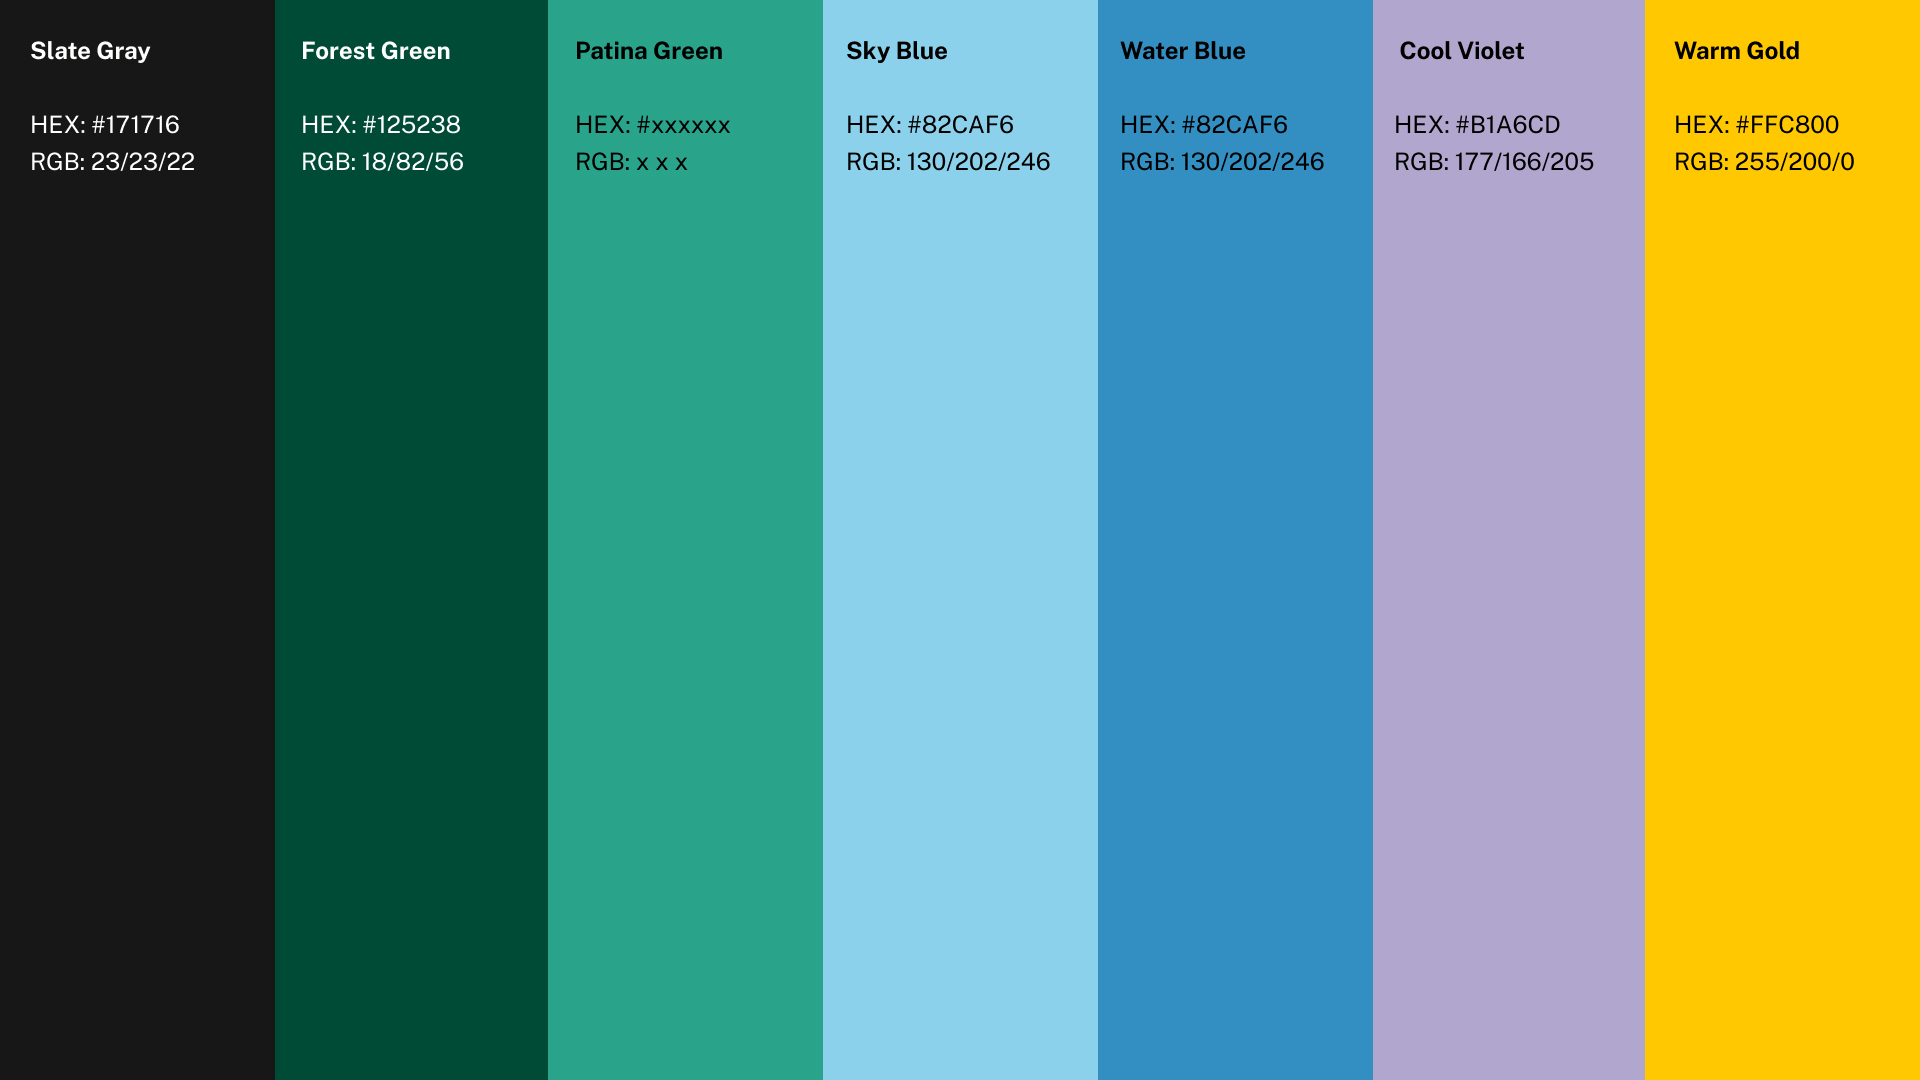 Slate Gray
HEX: #171716
RGB: 23/23/22
Forest Green
HEX: #125238
RGB: 18/82/56
Patina Green
HEX: #xxxxxx
RGB: x x x
Sky Blue
HEX: #82CAF6
RGB: 130/202/246
Water Blue
HEX: #82CAF6
RGB: 130/202/246
Cool Violet
HEX: #B1A6CD
RGB: 177/166/205
Warm Gold
HEX: #FFC800
RGB: 255/200/0